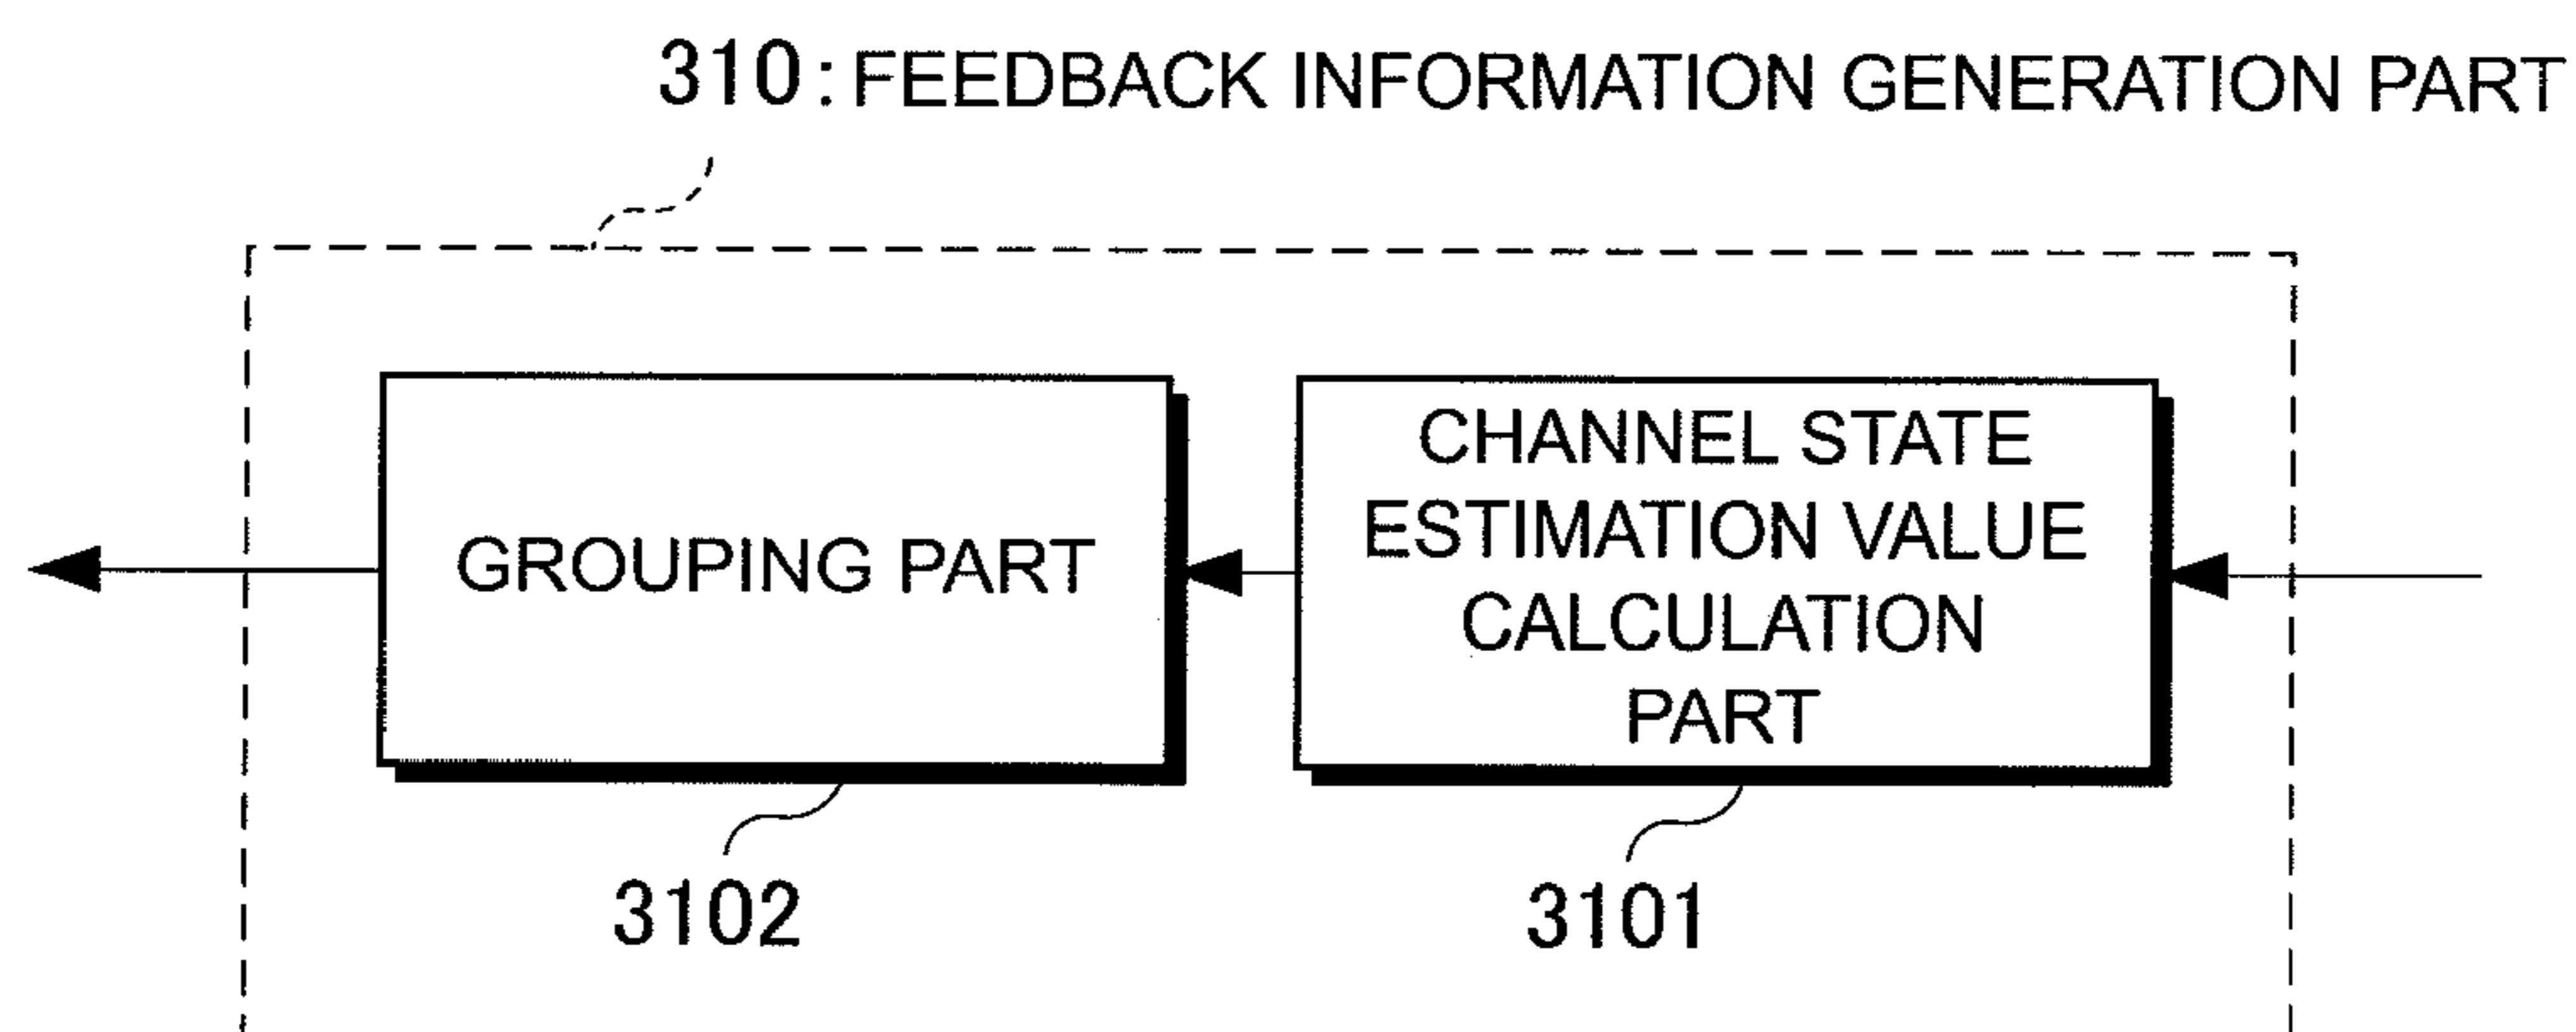 310: FEEDBACK INFORMATION GENERATION PART
GROUPING PART
CHANNEL STATE
ESTIMATION VALUE
CALCULATION
PART
3102
3101